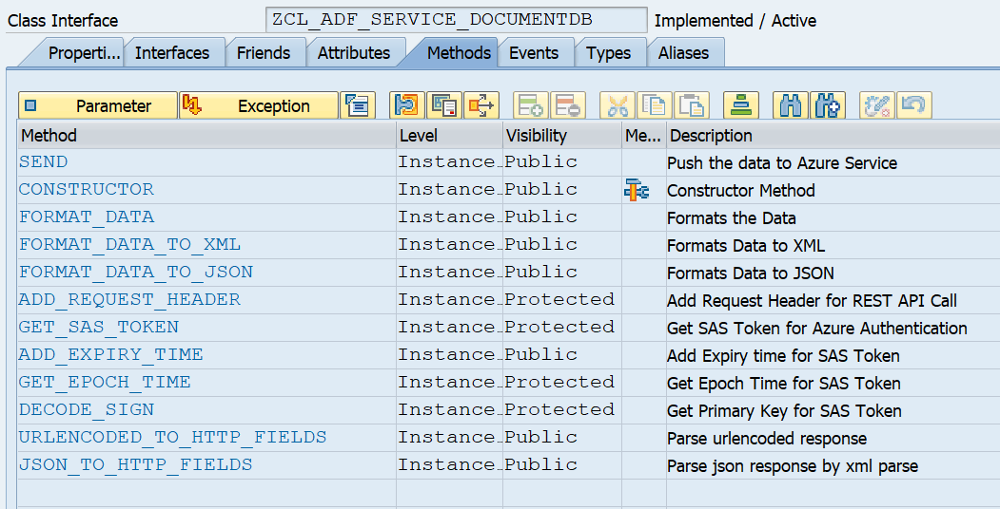 Class Interface ZCL_ADF_SERVICE_DOCUMENTDB Implemented / Active
Properti... Interfaces Friends Attributes Methods Events Types Aliases
Parameter Exception
Method Level Visibility Me... Description
SEND Instance… Public Push the data to Azure Service
CONSTRUCTOR Instance… Public Constructor Method
FORMAT_DATA Instance… Public Formats the Data
FORMAT_DATA_TO_XML Instance… Public Formats Data to XML
FORMAT_DATA_TO_JSON Instance… Public Formats Data to JSON
ADD_REQUEST_HEADER Instance… Protected Add Request Header for REST API Call
GET_SAS_TOKEN Instance… Protected Get SAS Token for Azure Authentication
ADD_EXPIRY_TIME Instance… Public Add Expiry time for SAS Token
GET_EPOCH_TIME Instance… Protected Get Epoch Time for SAS Token
DECODE_SIGN Instance… Protected Get Primary Key for SAS Token
URLENCODED_TO_HTTP_FIELDS Instance… Public Parse urlencoded response
JSON_TO_HTTP_FIELDS Instance… Public Parse json response by xml parse